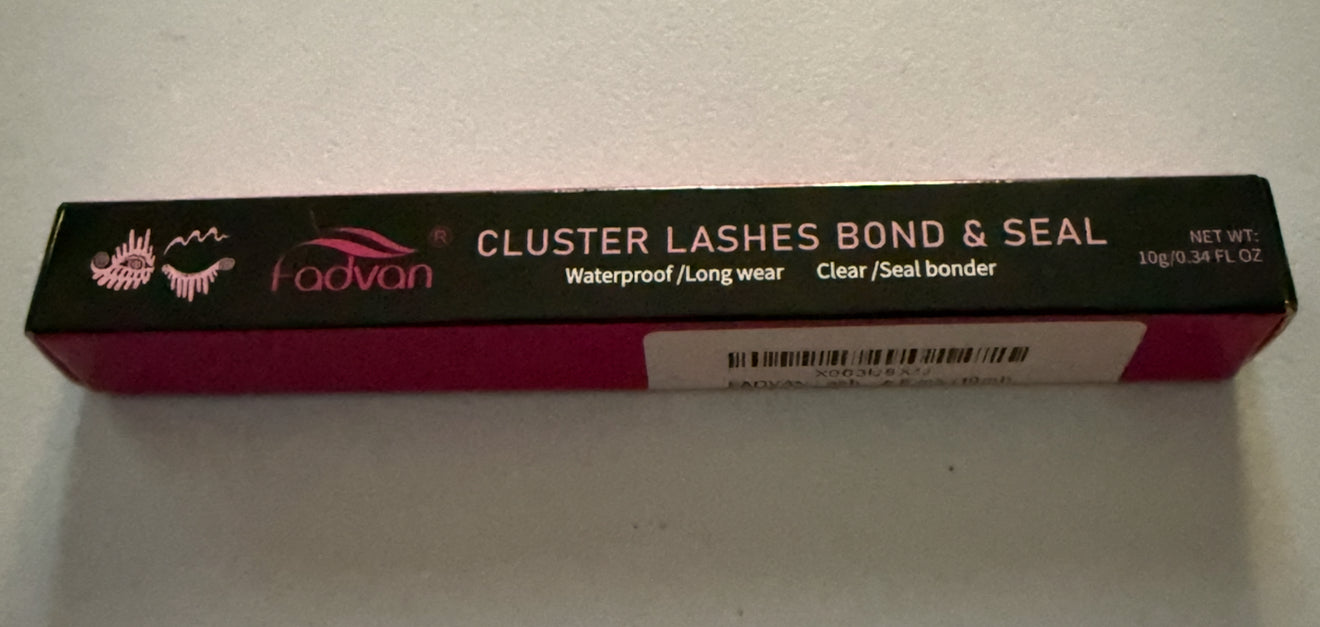 Fadvan ®
CLUSTER LASHES BOND & SEAL
Waterproof/Long wear Clear/Seal bonder
NET WT:
10g/0.34 FL OZ